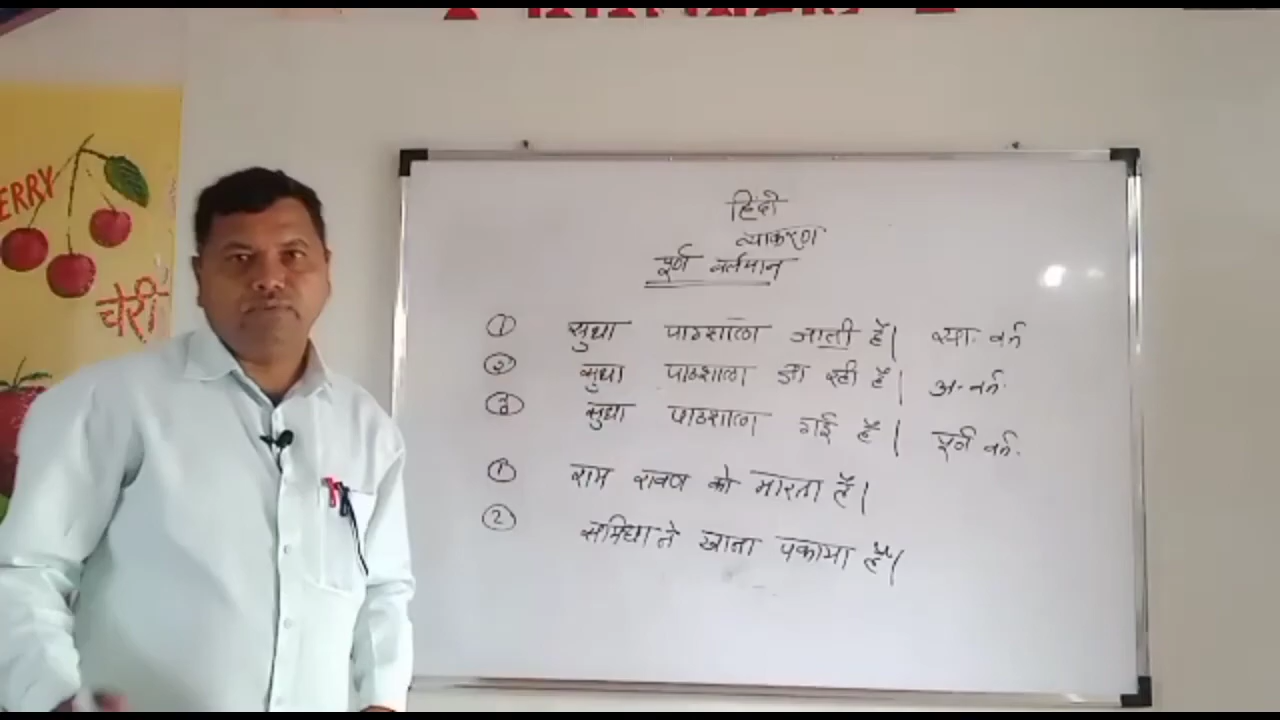 ERRY
चेरी
हिंदी
व्याकरण
पूर्ण वर्तमान
① सुधा पाठशाळा जाती है। स्था. वर्त
② सुधा पाठशाळा जा रही है। अ. वर्त.
③ सुधा पाठशाळा गई है। पूर्ण वर्त.
① राम रावण को मारता है।
② समिधा ने खाना पकाया है।